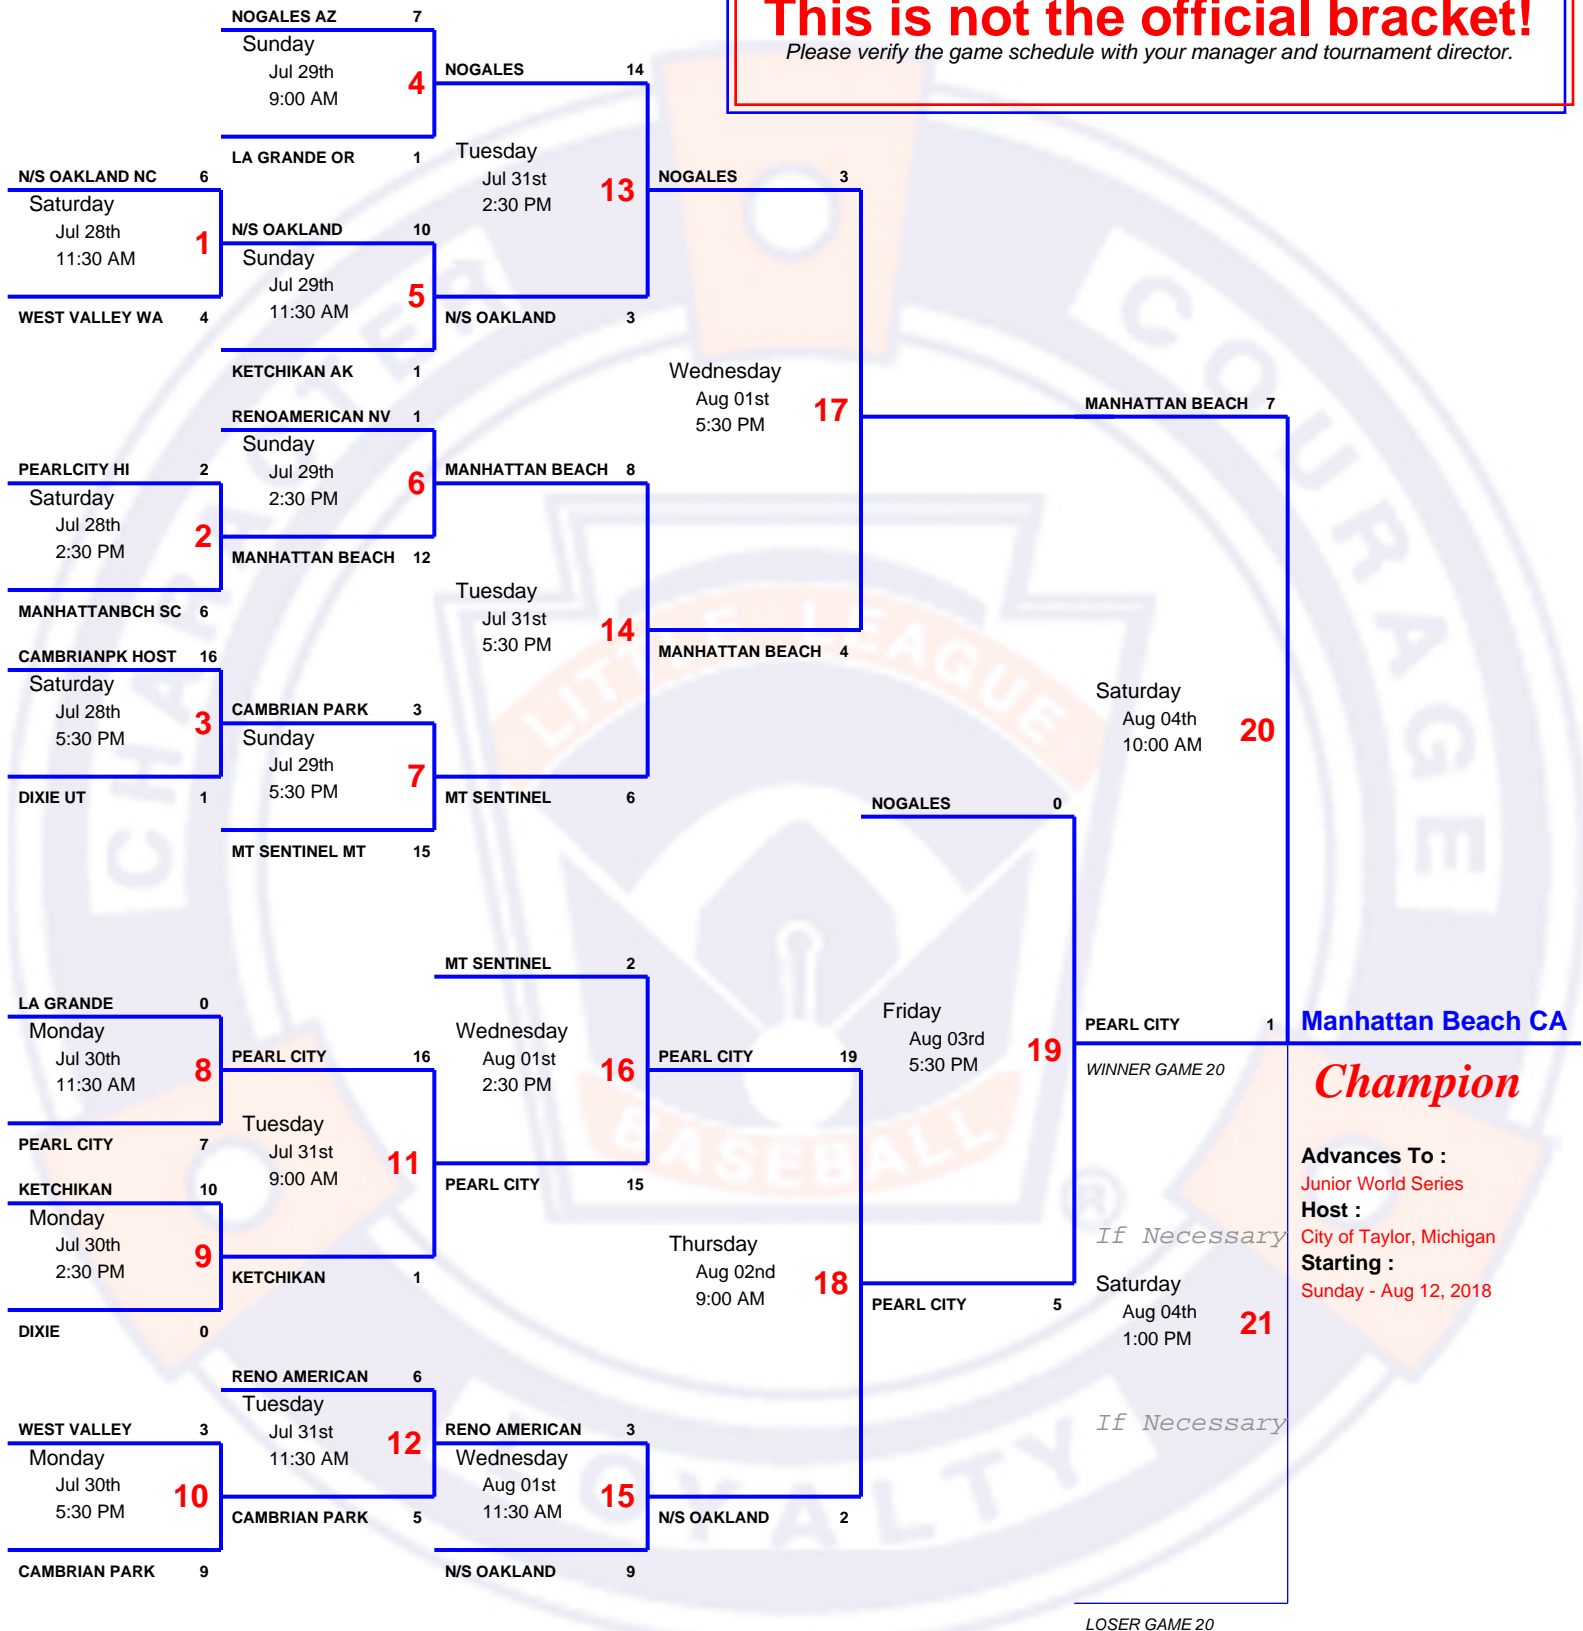 This is not the official bracket!
Please verify the game schedule with your manager and tournament director.
NOGALES AZ 7
Sunday
Jul 29th
9:00 AM
4
LA GRANDE OR 1
N/S OAKLAND NC 6
Saturday
Jul 28th
11:30 AM
1
WEST VALLEY WA 4
N/S OAKLAND 10
Sunday
Jul 29th
11:30 AM
5
KETCHIKAN AK 1
NOGALES 14
Tuesday
Jul 31st
2:30 PM
13
N/S OAKLAND 3
RENOAMERICAN NV 1
Sunday
Jul 29th
2:30 PM
6
MANHATTAN BEACH 12
PEARLCITY HI 2
Saturday
Jul 28th
2:30 PM
2
MANHATTANBCH SC 6
CAMBRIANPK HOST 16
Saturday
Jul 28th
5:30 PM
3
DIXIE UT 1
CAMBRIAN PARK 3
Sunday
Jul 29th
5:30 PM
7
MT SENTINEL MT 15
MANHATTAN BEACH 8
Tuesday
Jul 31st
5:30 PM
14
MT SENTINEL 6
NOGALES 3
Wednesday
Aug 01st
5:30 PM
17
MANHATTAN BEACH 4
MANHATTAN BEACH 7
Saturday
Aug 04th
10:00 AM
20
PEARL CITY 1
WINNER GAME 20
NOGALES 0
Friday
Aug 03rd
5:30 PM
19
PEARL CITY 5
LA GRANDE 0
Monday
Jul 30th
11:30 AM
8
PEARL CITY 7
KETCHIKAN 10
Monday
Jul 30th
2:30 PM
9
DIXIE 0
PEARL CITY 16
Tuesday
Jul 31st
9:00 AM
11
KETCHIKAN 1
MT SENTINEL 2
Wednesday
Aug 01st
2:30 PM
16
PEARL CITY 15
PEARL CITY 19
Thursday
Aug 02nd
9:00 AM
18
N/S OAKLAND 2
WEST VALLEY 3
Monday
Jul 30th
5:30 PM
10
CAMBRIAN PARK 9
RENO AMERICAN 6
Tuesday
Jul 31st
11:30 AM
12
CAMBRIAN PARK 5
RENO AMERICAN 3
Wednesday
Aug 01st
11:30 AM
15
N/S OAKLAND 9
If Necessary
Saturday
Aug 04th
1:00 PM
21
If Necessary
LOSER GAME 20
Manhattan Beach CA
Champion
Advances To :
Junior World Series
Host :
City of Taylor, Michigan
Starting :
Sunday - Aug 12, 2018
CHARACTER
COURAGE
LOYALTY
LITTLE LEAGUE
BASEBALL
®